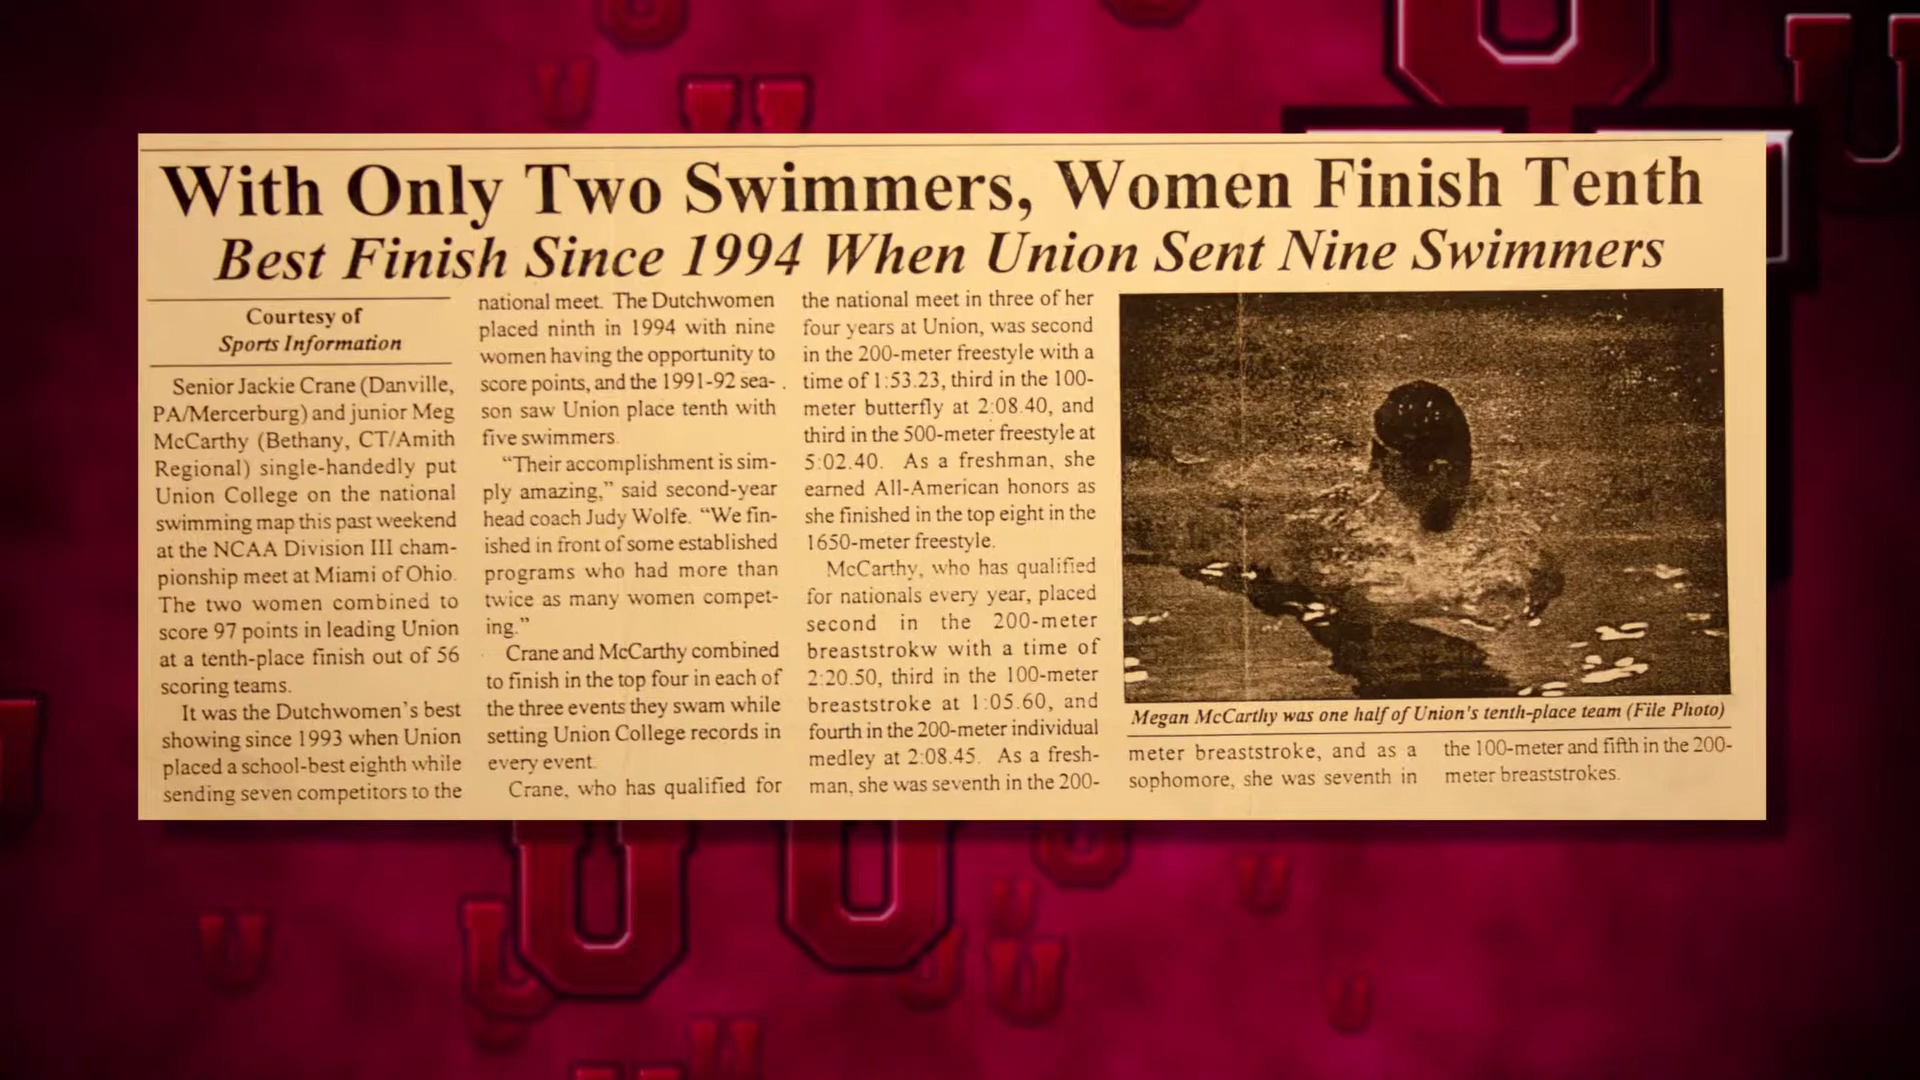 With Only Two Swimmers, Women Finish Tenth
Best Finish Since 1994 When Union Sent Nine Swimmers
Courtesy of
Sports Information
Senior Jackie Crane (Danville,
PA/Mercerburg) and junior Meg
McCarthy (Bethany, CT/Amith
Regional) single-handedly put
Union College on the national
swimming map this past weekend
at the NCAA Division III cham-
pionship meet at Miami of Ohio.
The two women combined to
score 97 points in leading Union
at a tenth-place finish out of 56
scoring teams.
It was the Dutchwomen's best
showing since 1993 when Union
placed a school-best eighth while
sending seven competitors to the
national meet. The Dutchwomen
placed ninth in 1994 with nine
women having the opportunity to
score points, and the 1991-92 sea-
son saw Union place tenth with
five swimmers.
“Their accomplishment is sim-
ply amazing,” said second-year
head coach Judy Wolfe. “We fin-
ished in front of some established
programs who had more than
twice as many women compet-
ing.”
Crane and McCarthy combined
to finish in the top four in each of
the three events they swam while
setting Union College records in
every event.
Crane, who has qualified for
the national meet in three of her
four years at Union, was second
in the 200-meter freestyle with a
time of 1:53.23, third in the 100-
meter butterfly at 2:08.40, and
third in the 500-meter freestyle at
5:02.40. As a freshman, she
earned All-American honors as
she finished in the top eight in the
1650-meter freestyle.
McCarthy, who has qualified
for nationals every year, placed
second in the 200-meter
breaststrokw with a time of
2:20.50, third in the 100-meter
breaststroke at 1:05.60, and
fourth in the 200-meter individual
medley at 2:08.45. As a fresh-
man, she was seventh in the 200-
Megan McCarthy was one half of Union's tenth-place team (File Photo)
meter breaststroke, and as a
sophomore, she was seventh in
the 100-meter and fifth in the 200-
meter breaststrokes.